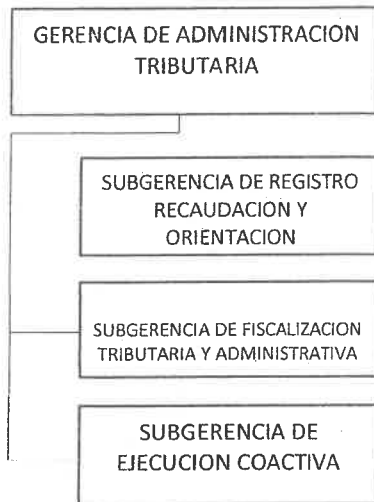 GERENCIA DE ADMINISTRACION
TRIBUTARIA
SUBGERENCIA DE REGISTRO
RECAUDACION Y
ORIENTACION
SUBGERENCIA DE FISCALIZACION
TRIBUTARIA Y ADMINISTRATIVA
SUBGERENCIA DE
EJECUCION COACTIVA